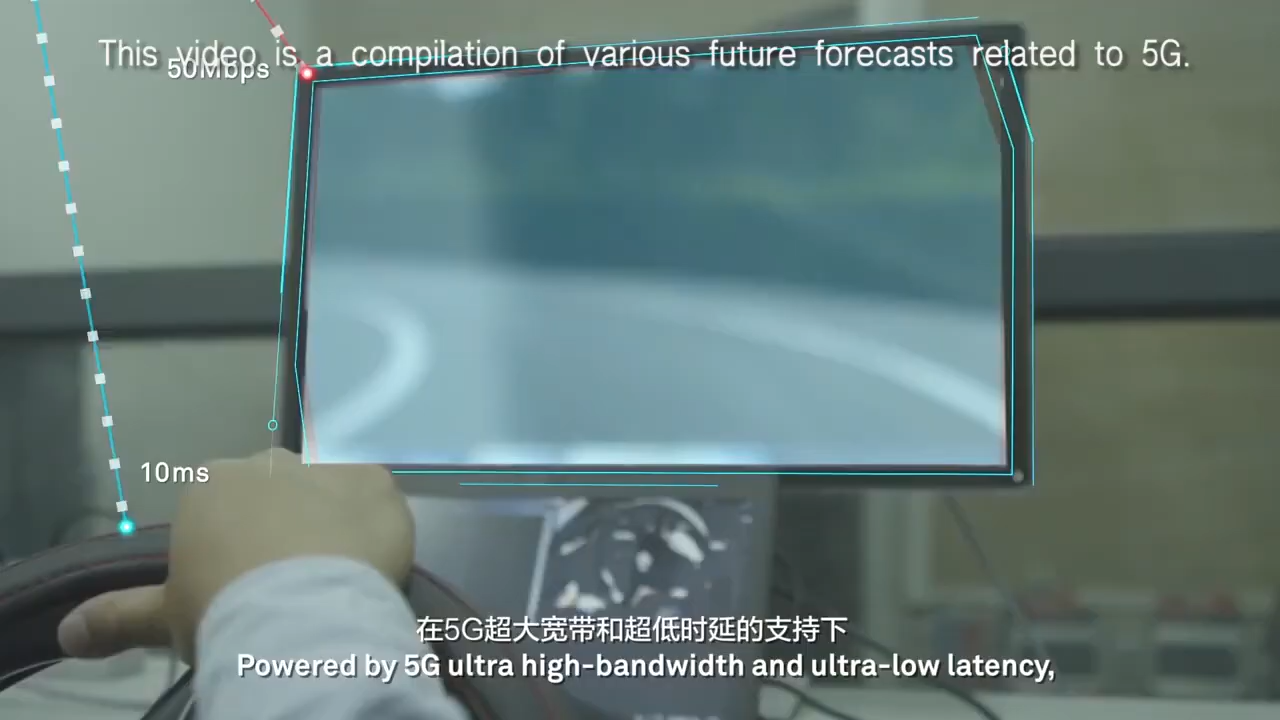 This video is a compilation of various future forecasts related to 5G.
50Mbps
10ms
在5G超大宽带和超低时延的支持下
Powered by 5G ultra high-bandwidth and ultra-low latency,